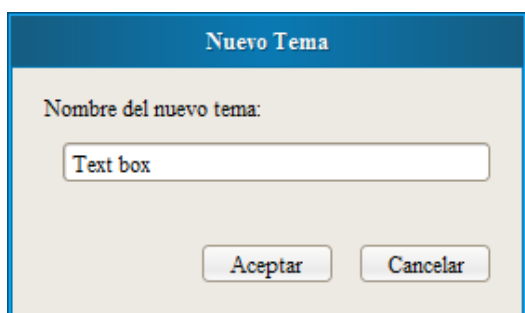 Nuevo Tema
Nombre del nuevo tema:
Text box
Aceptar Cancelar